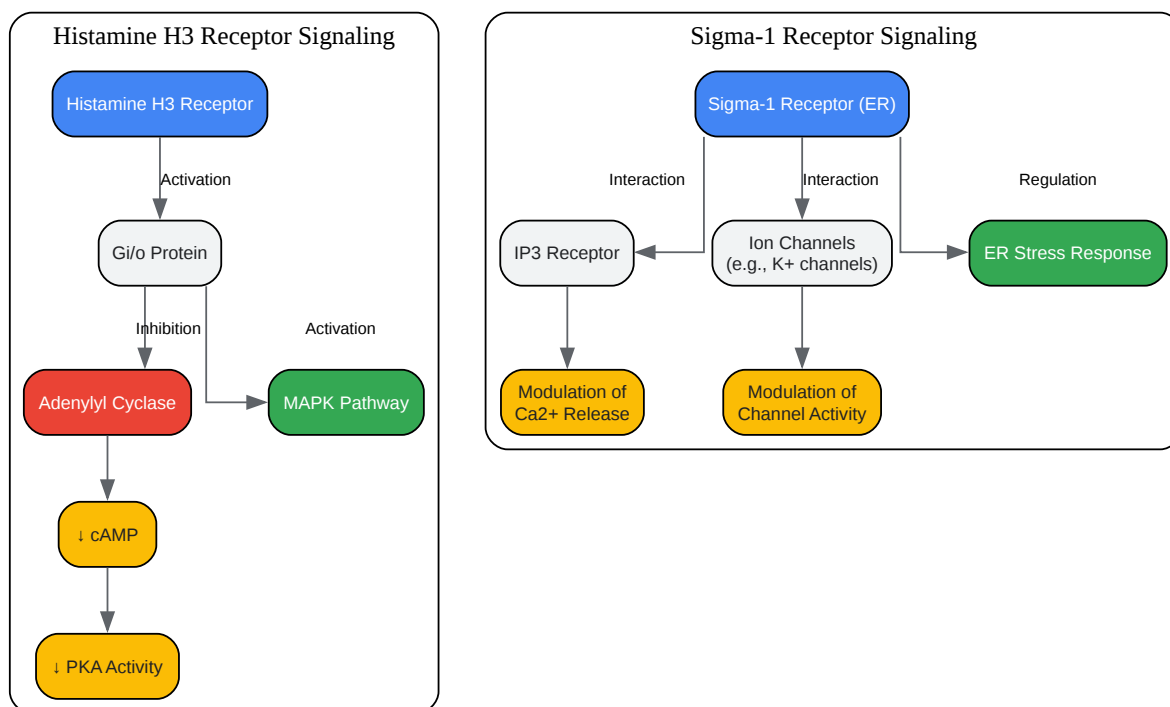 Histamine H3 Receptor Signaling
Histamine H3 Receptor
Activation
Gi/o Protein
Inhibition
Activation
Adenylyl Cyclase
MAPK Pathway
↓ cAMP
↓ PKA Activity
Sigma-1 Receptor Signaling
Sigma-1 Receptor (ER)
Interaction
Interaction
Regulation
IP3 Receptor
Ion Channels
(e.g., K+ channels)
ER Stress Response
Modulation of
Ca2+ Release
Modulation of
Channel Activity